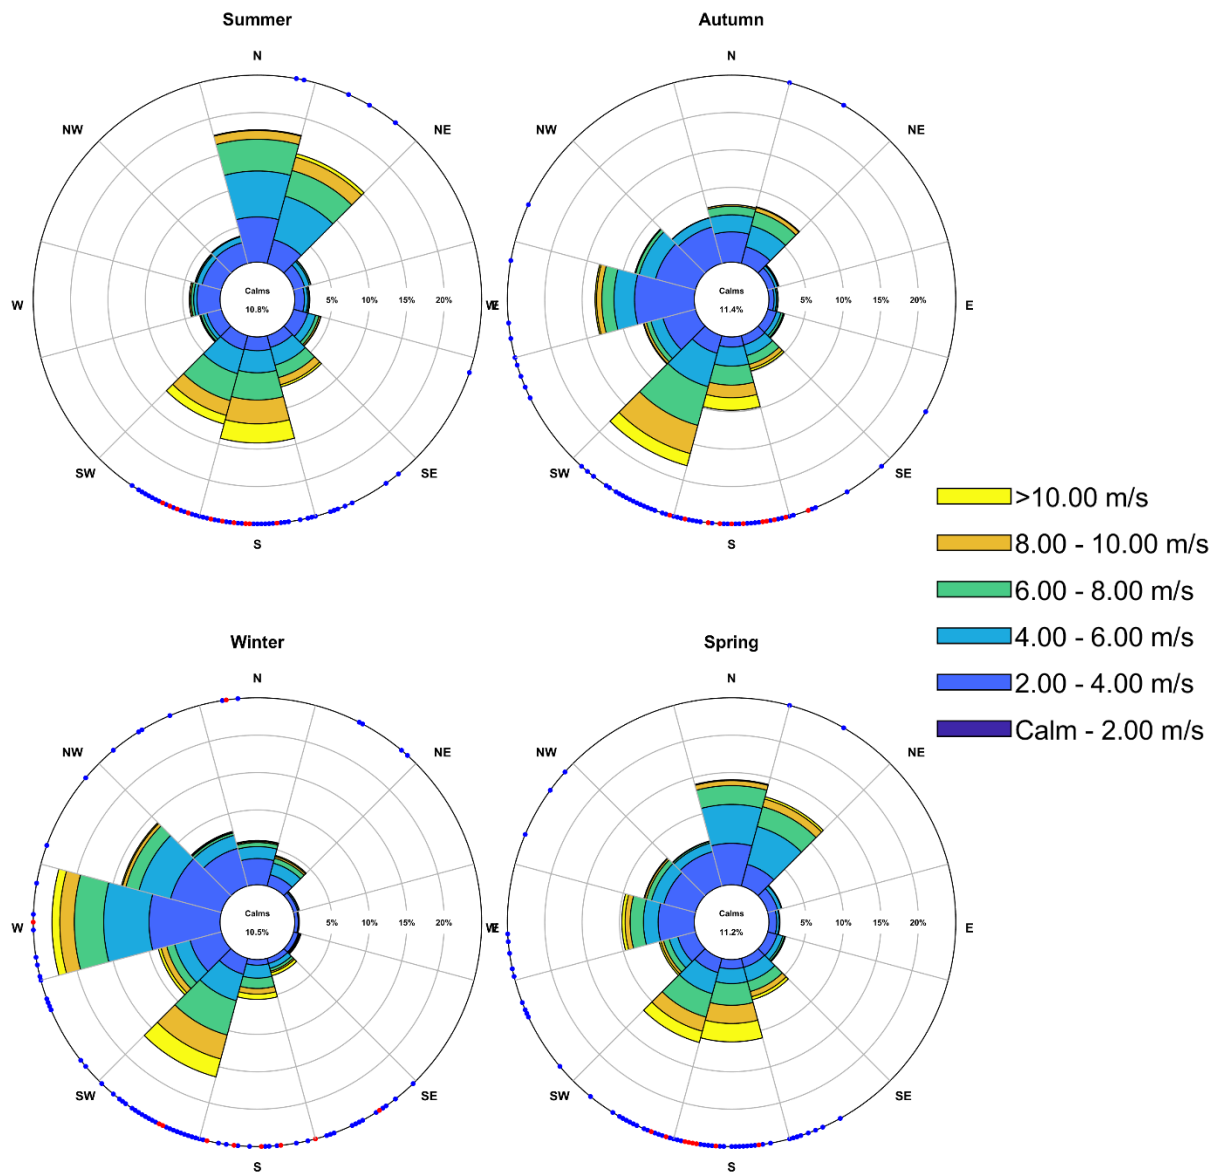 Summer
N
NW
NE
W
Calms
10.8%
5%
10%
15%
20%
E
SW
SE
S
Autumn
N
NW
NE
W
Calms
11.4%
5%
10%
15%
20%
E
SW
SE
S
>10.00 m/s
8.00 - 10.00 m/s
6.00 - 8.00 m/s
4.00 - 6.00 m/s
2.00 - 4.00 m/s
Calm - 2.00 m/s
Winter
N
NW
NE
W
Calms
10.5%
5%
10%
15%
20%
E
SW
SE
S
Spring
N
NW
NE
W
Calms
11.2%
5%
10%
15%
20%
E
SW
SE
S